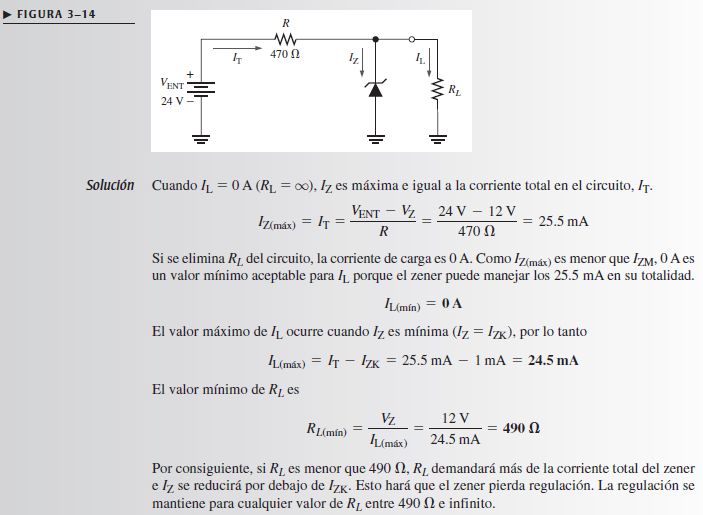 ► FIGURA 3–14
R
I_T
470 Ω
I_Z
I_L
+
V_ENT
24 V –
R_L
Solución Cuando I_L = 0 A (R_L = ∞), I_Z es máxima e igual a la corriente total en el circuito, I_T.
I_Z(máx) = I_T = (V_ENT − V_Z) / R = (24 V − 12 V) / 470 Ω = 25.5 mA
Si se elimina R_L del circuito, la corriente de carga es 0 A. Como I_Z(máx) es menor que I_ZM, 0 A es
un valor mínimo aceptable para I_L porque el zener puede manejar los 25.5 mA en su totalidad.
I_L(mín) = 0 A
El valor máximo de I_L ocurre cuando I_Z es mínima (I_Z = I_ZK), por lo tanto
I_L(máx) = I_T − I_ZK = 25.5 mA − 1 mA = 24.5 mA
El valor mínimo de R_L es
R_L(mín) = V_Z / I_L(máx) = 12 V / 24.5 mA = 490 Ω
Por consiguiente, si R_L es menor que 490 Ω, R_L demandará más de la corriente total del zener
e I_Z se reducirá por debajo de I_ZK. Esto hará que el zener pierda regulación. La regulación se
mantiene para cualquier valor de R_L entre 490 Ω e infinito.